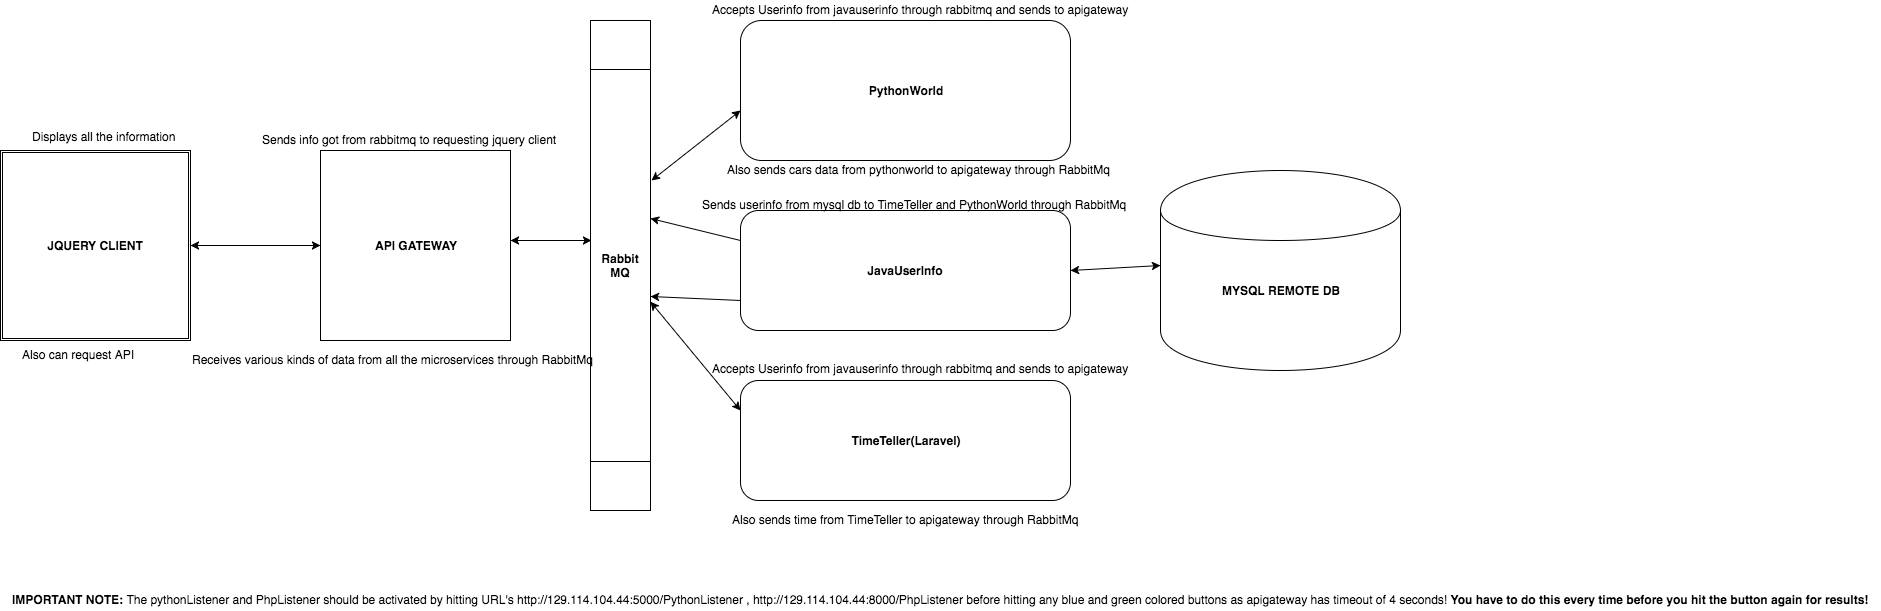 Accepts Userinfo from javauserinfo through rabbitmq and sends to apigateway
PythonWorld
Also sends cars data from pythonworld to apigateway through RabbitMq
Displays all the information
JQUERY CLIENT
Also can request API
Sends info got from rabbitmq to requesting jquery client
API GATEWAY
Receives various kinds of data from all the microservices through RabbitMq
Rabbit
MQ
Sends userinfo from mysql db to TimeTeller and PythonWorld through RabbitMq
JavaUserInfo
MYSQL REMOTE DB
Accepts Userinfo from javauserinfo through rabbitmq and sends to apigateway
TimeTeller(Laravel)
Also sends time from TimeTeller to apigateway through RabbitMq
IMPORTANT NOTE: The pythonListener and PhpListener should be activated by hitting URL's http://129.114.104.44:5000/PythonListener , http://129.114.104.44:8000/PhpListener before hitting any blue and green colored buttons as apigateway has timeout of 4 seconds! You have to do this every time before you hit the button again for results!